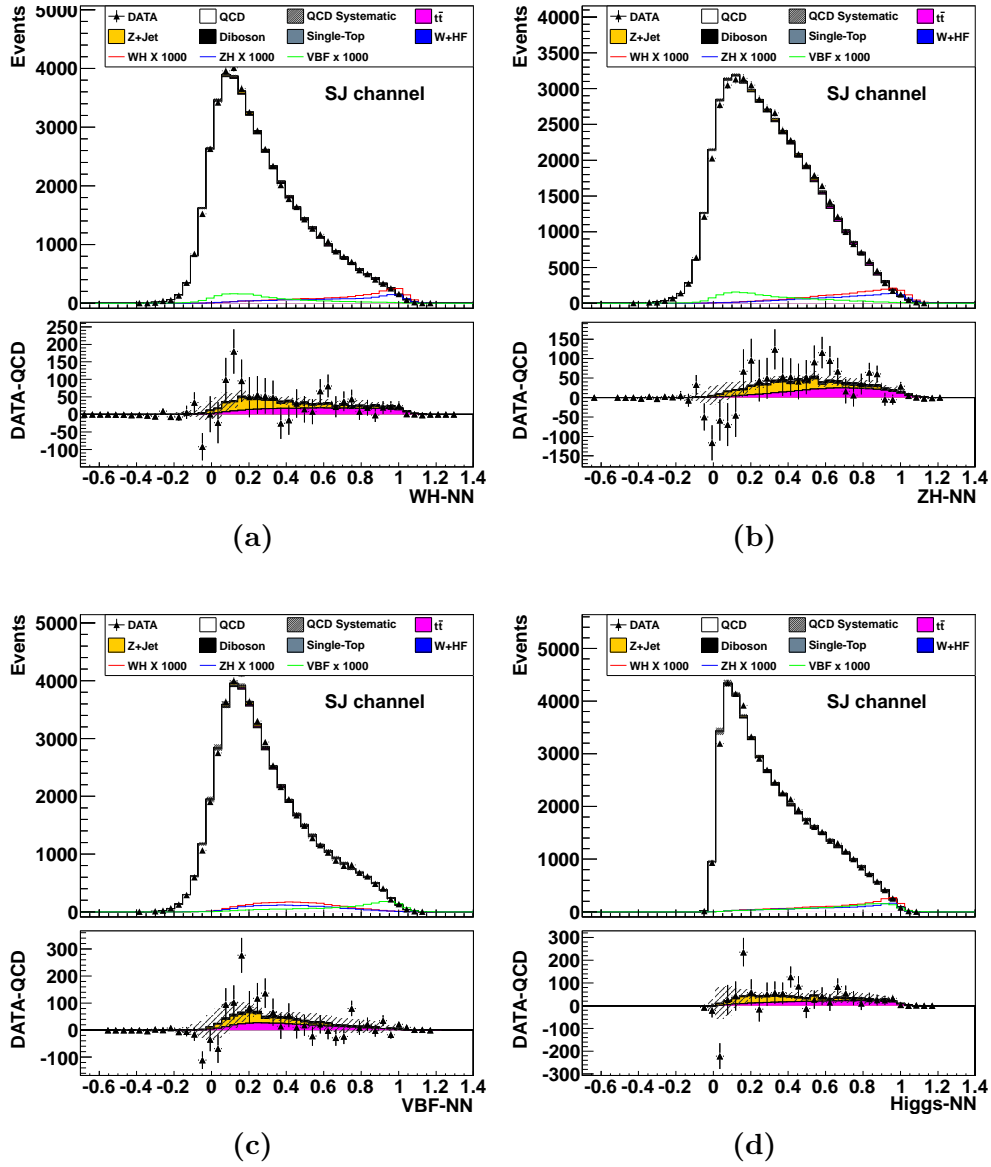 Events
5000
4000
3000
2000
1000
0
DATA QCD QCD Systematic tt̄
Z+Jet Diboson Single-Top W+HF
WH X 1000 ZH X 1000 VBF x 1000
SJ channel
DATA-QCD
250
200
150
100
50
0
-50
-100
-0.6 -0.4 -0.2 0 0.2 0.4 0.6 0.8 1 1.2 1.4
WH-NN
(a)
Events
4000
3500
3000
2500
2000
1500
1000
500
0
DATA QCD QCD Systematic tt̄
Z+Jet Diboson Single-Top W+HF
WH X 1000 ZH X 1000 VBF x 1000
SJ channel
DATA-QCD
150
100
50
0
-50
-100
-150
-0.6 -0.4 -0.2 0 0.2 0.4 0.6 0.8 1 1.2 1.4
ZH-NN
(b)
Events
5000
4000
3000
2000
1000
0
DATA QCD QCD Systematic tt̄
Z+Jet Diboson Single-Top W+HF
WH X 1000 ZH X 1000 VBF x 1000
SJ channel
DATA-QCD
300
200
100
0
-100
-0.6 -0.4 -0.2 0 0.2 0.4 0.6 0.8 1 1.2 1.4
VBF-NN
(c)
Events
5000
4000
3000
2000
1000
0
DATA QCD QCD Systematic tt̄
Z+Jet Diboson Single-Top W+HF
WH X 1000 ZH X 1000 VBF x 1000
SJ channel
DATA-QCD
300
200
100
0
-100
-200
-300
-0.6 -0.4 -0.2 0 0.2 0.4 0.6 0.8 1 1.2 1.4
Higgs-NN
(d)